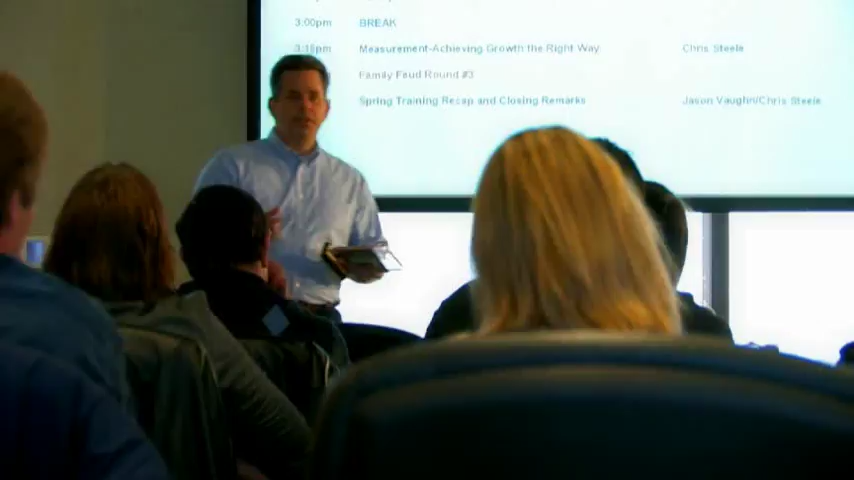 3:00pm BREAK
3:15pm Measurement-Achieving Growth the Right Way Chris Steele
Family Feud Round #3
Spring Training Recap and Closing Remarks Jason Vaughn/Chris Steele